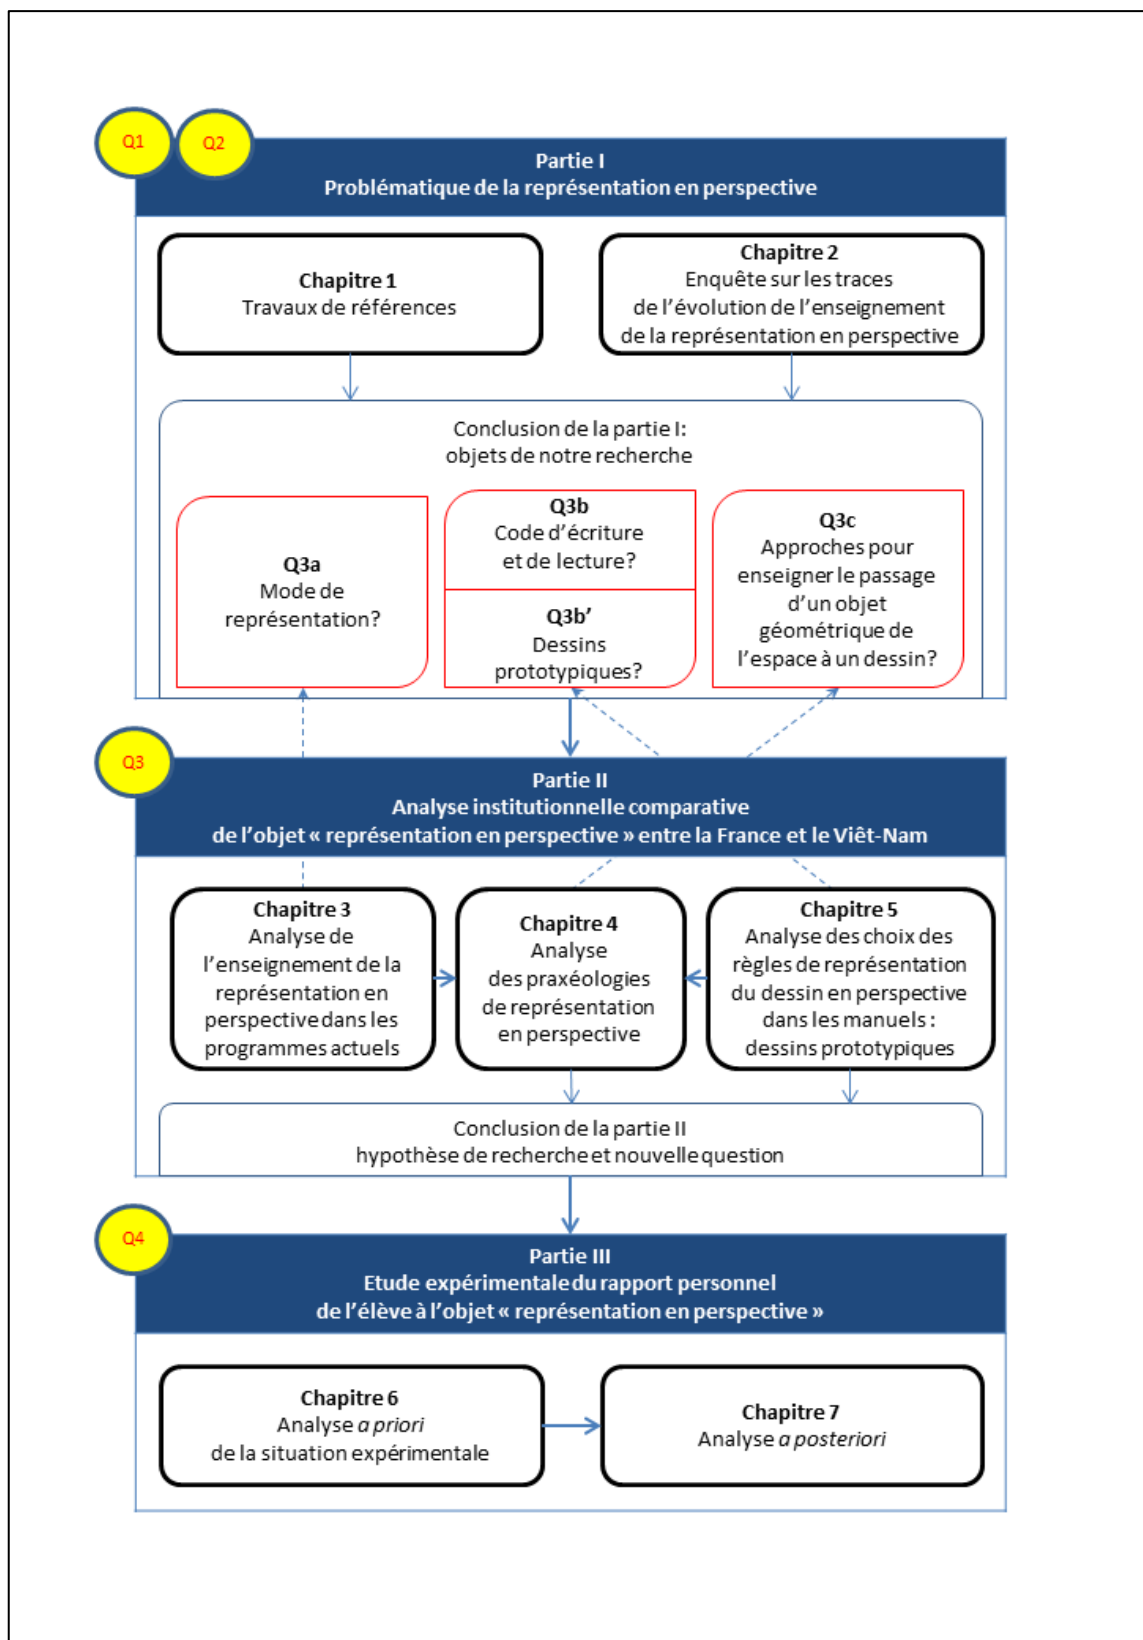 Q1
Q2
Partie I
Problématique de la représentation en perspective
Chapitre 1
Travaux de références
Chapitre 2
Enquête sur les traces
de l'évolution de l'enseignement
de la représentation en perspective
Conclusion de la partie I:
objets de notre recherche
Q3a
Mode de
représentation?
Q3b
Code d'écriture
et de lecture?
Q3b'
Dessins
prototypiques?
Q3c
Approches pour
enseigner le passage
d'un objet
géométrique de
l'espace à un dessin?
Q3
Partie II
Analyse institutionnelle comparative
de l'objet « représentation en perspective » entre la France et le Viêt-Nam
Chapitre 3
Analyse de
l'enseignement de la
représentation en
perspective dans les
programmes actuels
Chapitre 4
Analyse
des praxéologies
de représentation
en perspective
Chapitre 5
Analyse des choix des
règles de représentation
du dessin en perspective
dans les manuels :
dessins prototypiques
Conclusion de la partie II
hypothèse de recherche et nouvelle question
Q4
Partie III
Etude expérimentale du rapport personnel
de l'élève à l'objet « représentation en perspective »
Chapitre 6
Analyse a priori
de la situation expérimentale
Chapitre 7
Analyse a posteriori